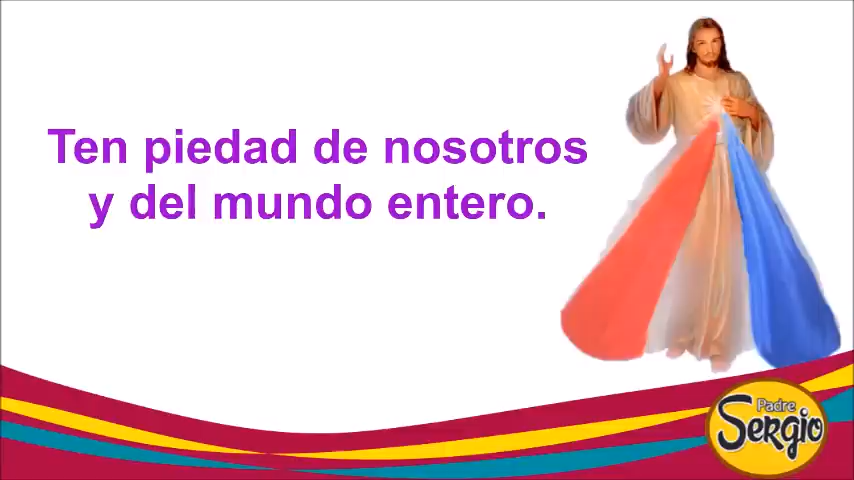 Ten piedad de nosotros
y del mundo entero.
Padre
Sergio